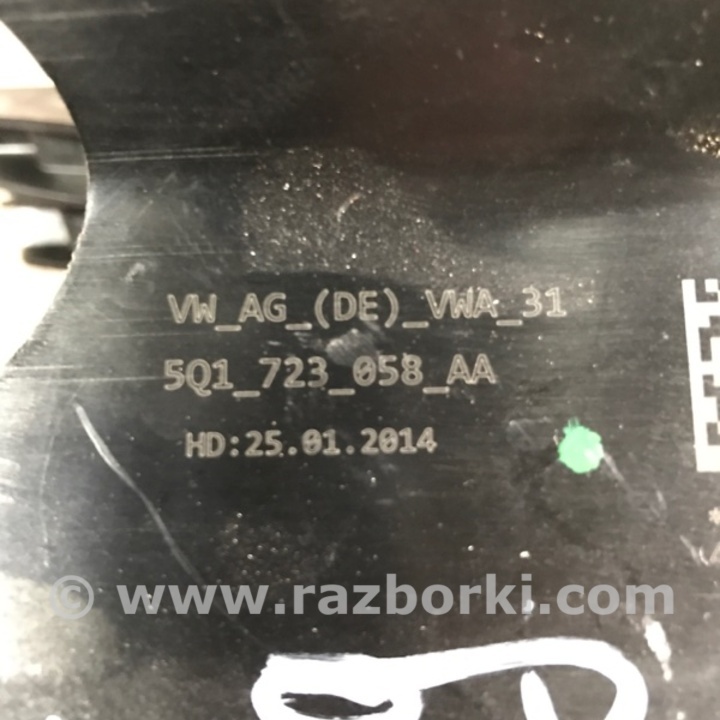 VW_AG_(DE)_VWA_31
5Q1_723_058_AA
HD:25.01.2014
© www.razborki.com